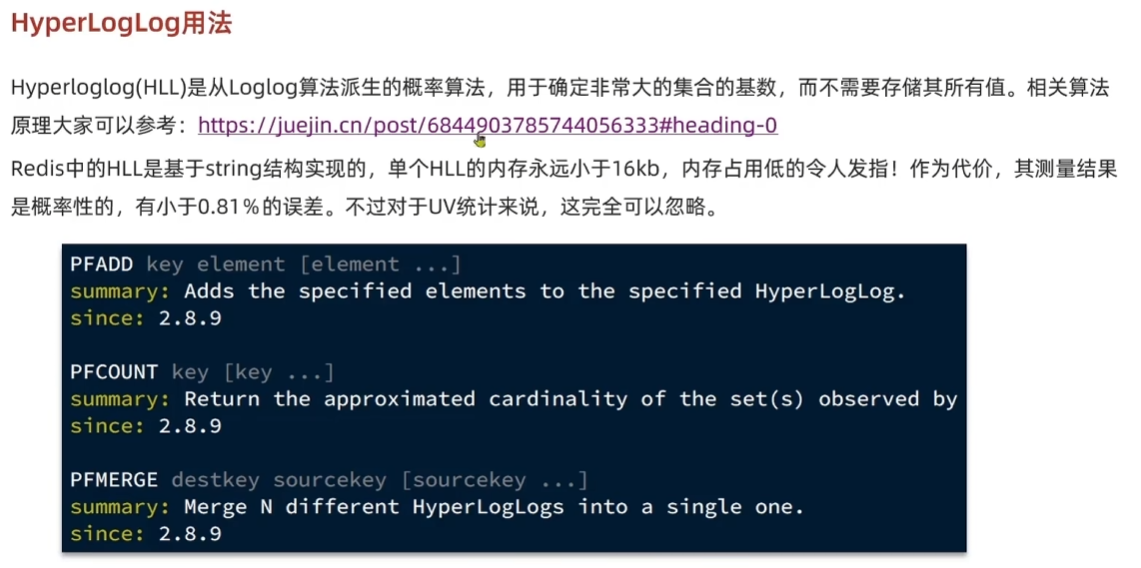 HyperLogLog用法
Hyperloglog(HLL)是从Loglog算法派生的概率算法，用于确定非常大的集合的基数，而不需要存储其所有值。相关算法
原理大家可以参考：https://juejin.cn/post/6844903785744056333#heading-0
Redis中的HLL是基于string结构实现的，单个HLL的内存永远小于16kb，内存占用低的令人发指！作为代价，其测量结果
是概率性的，有小于0.81％的误差。不过对于UV统计来说，这完全可以忽略。
PFADD key element [element ...]
summary: Adds the specified elements to the specified HyperLogLog.
since: 2.8.9
PFCOUNT key [key ...]
summary: Return the approximated cardinality of the set(s) observed by
since: 2.8.9
PFMERGE destkey sourcekey [sourcekey ...]
summary: Merge N different HyperLogLogs into a single one.
since: 2.8.9